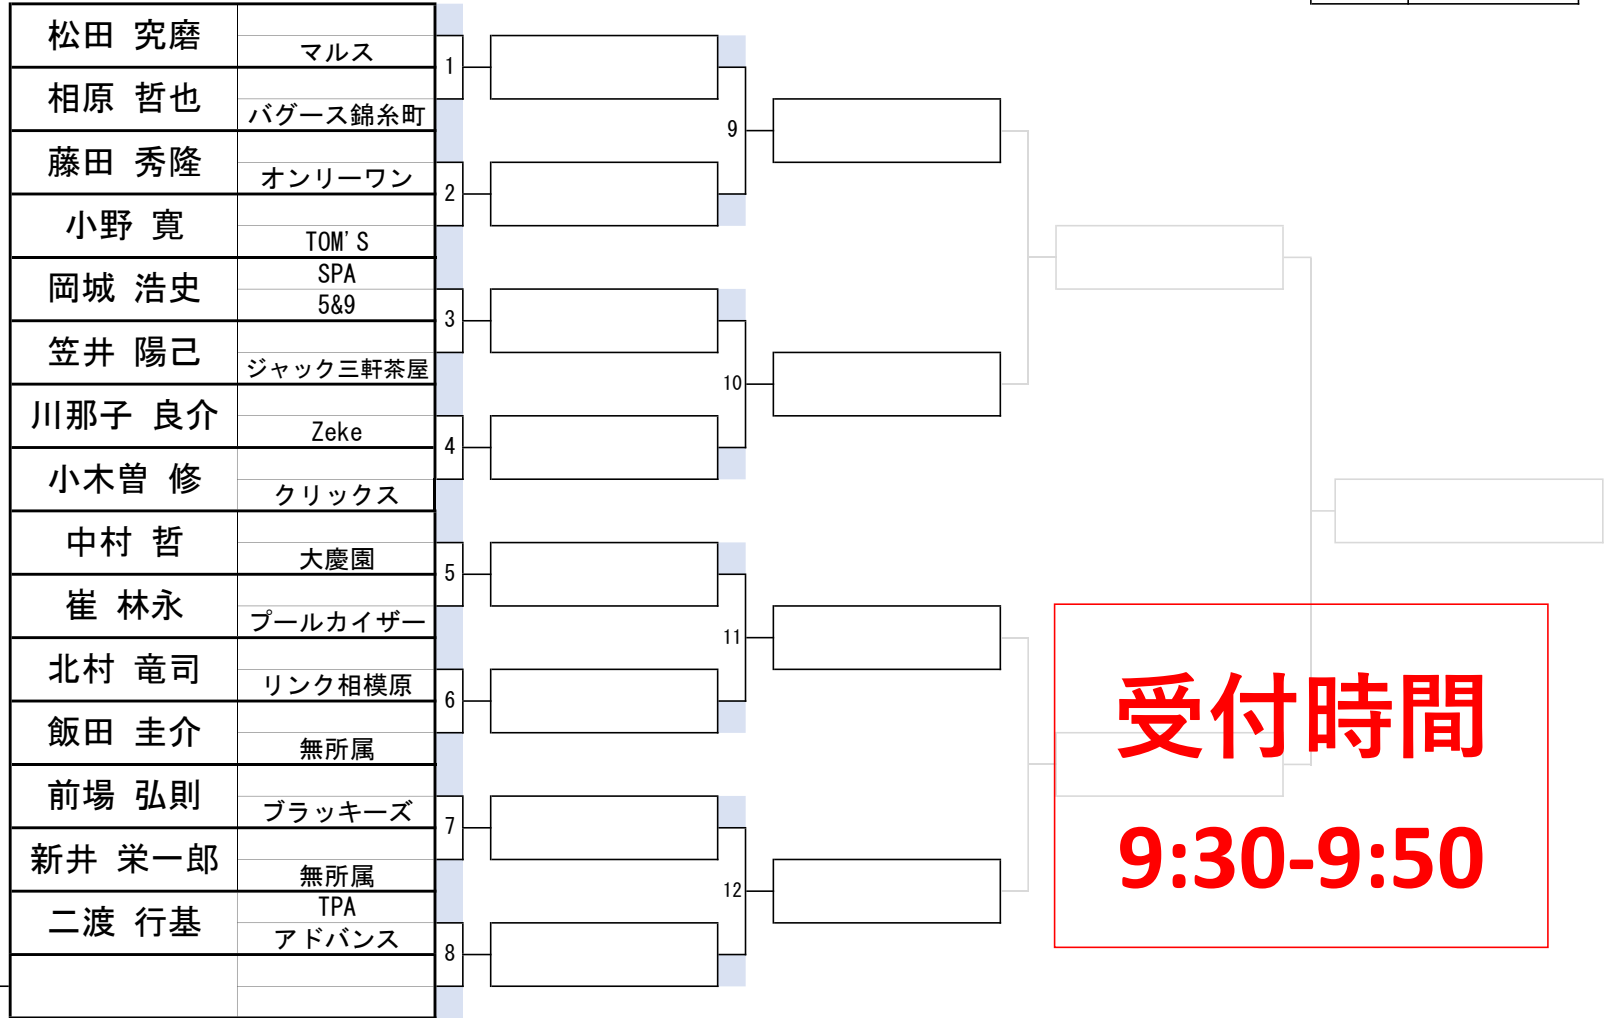 松田 究磨
マルス
1
相原 哲也
バグース錦糸町
9
藤田 秀隆
オンリーワン
2
小野 寛
TOM'S
岡城 浩史
SPA
5&9
3
笠井 陽己
ジャック三軒茶屋
10
川那子 良介
Zeke
4
小木曽 修
クリックス
中村 哲
大慶園
5
崔 林永
プールカイザー
11
北村 竜司
リンク相模原
6
飯田 圭介
無所属
前場 弘則
ブラッキーズ
7
新井 栄一郎
無所属
12
二渡 行基
TPA
アドバンス
8
受付時間
9:30-9:50